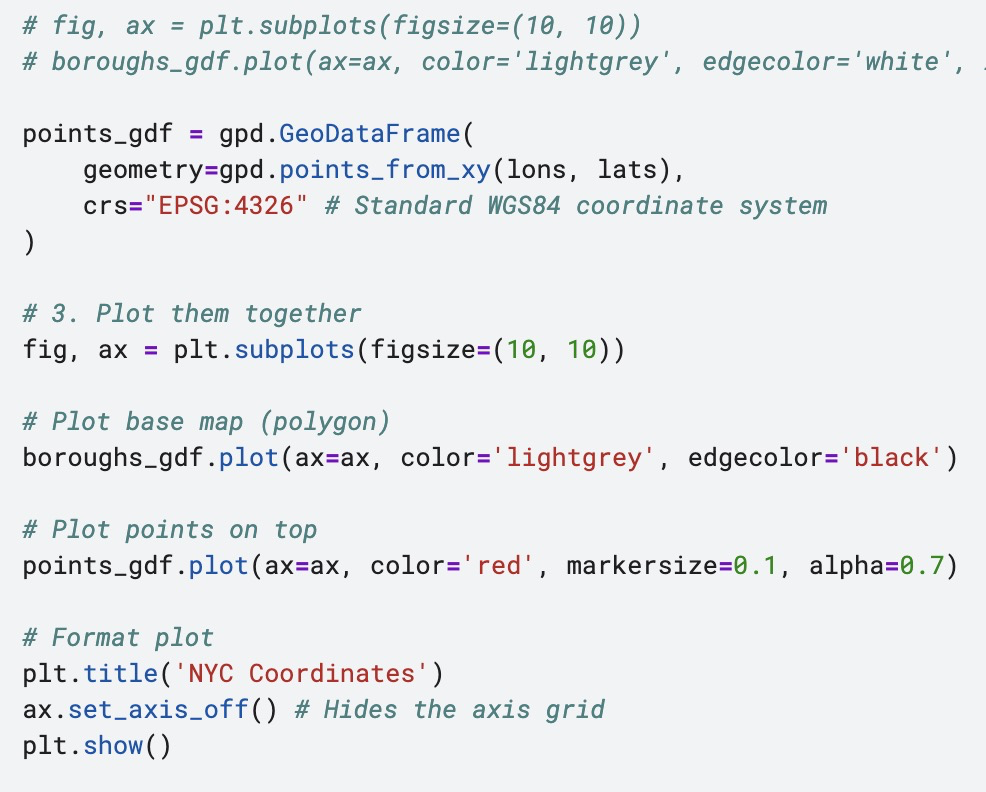 # fig, ax = plt.subplots(figsize=(10, 10))
# boroughs_gdf.plot(ax=ax, color='lightgrey', edgecolor='white',
points_gdf = gpd.GeoDataFrame(
    geometry=gpd.points_from_xy(lons, lats),
    crs="EPSG:4326" # Standard WGS84 coordinate system
)
# 3. Plot them together
fig, ax = plt.subplots(figsize=(10, 10))
# Plot base map (polygon)
boroughs_gdf.plot(ax=ax, color='lightgrey', edgecolor='black')
# Plot points on top
points_gdf.plot(ax=ax, color='red', markersize=0.1, alpha=0.7)
# Format plot
plt.title('NYC Coordinates')
ax.set_axis_off() # Hides the axis grid
plt.show()